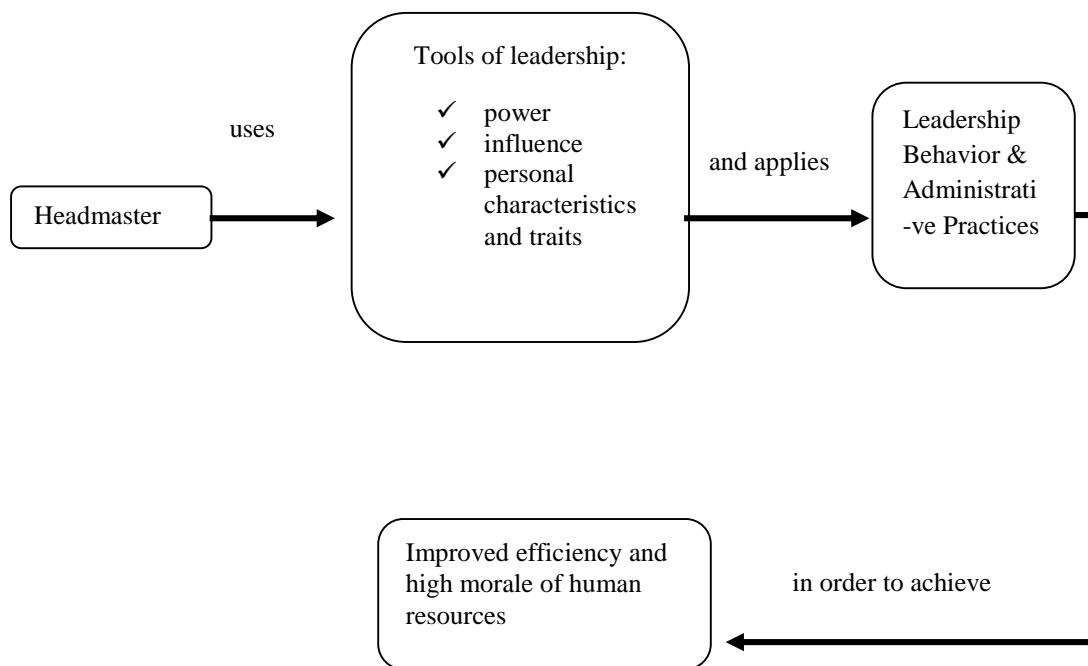 Headmaster
uses
Tools of leadership:
✓ power
✓ influence
✓ personal
characteristics
and traits
and applies
Leadership
Behavior &
Administrati
-ve Practices
in order to achieve
Improved efficiency and
high morale of human
resources